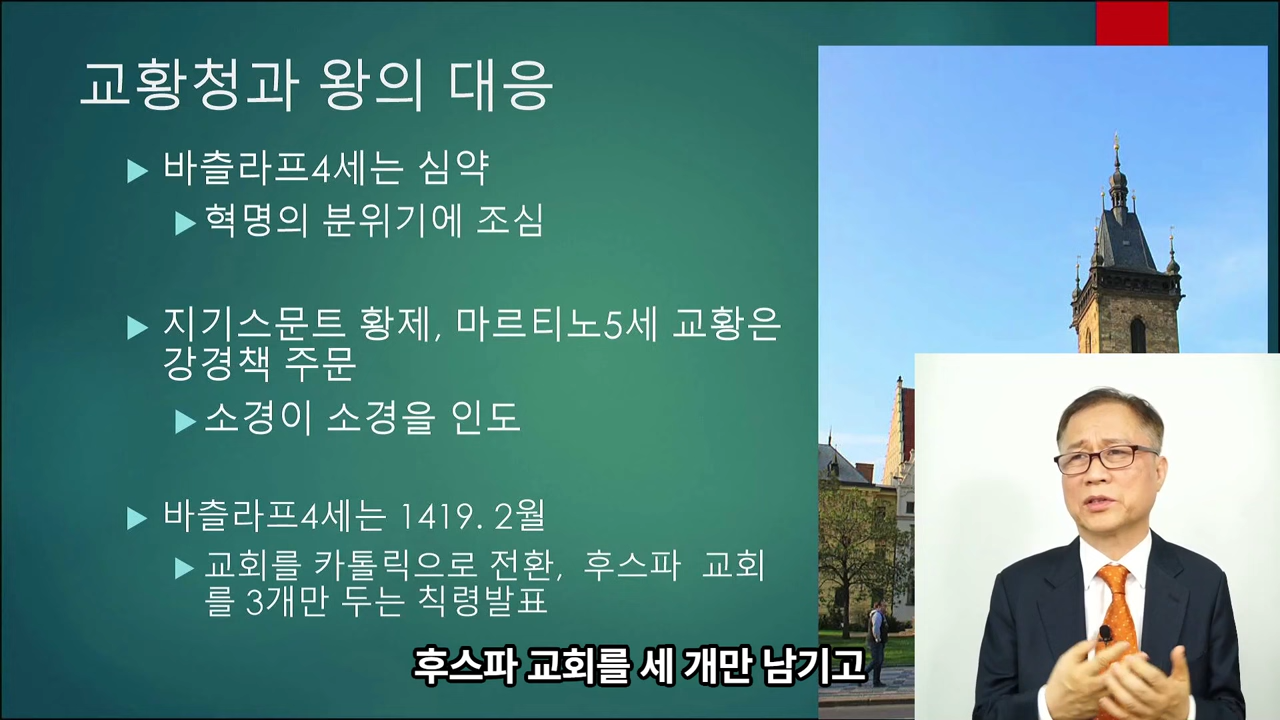 교황청과 왕의 대응
바츨라프4세는 심약
혁명의 분위기에 조심
지기스문트 황제, 마르티노5세 교황은
강경책 주문
소경이 소경을 인도
바츨라프4세는 1419. 2월
교회를 카톨릭으로 전환, 후스파 교회
를 3개만 두는 칙령발표
후스파 교회를 세 개만 남기고